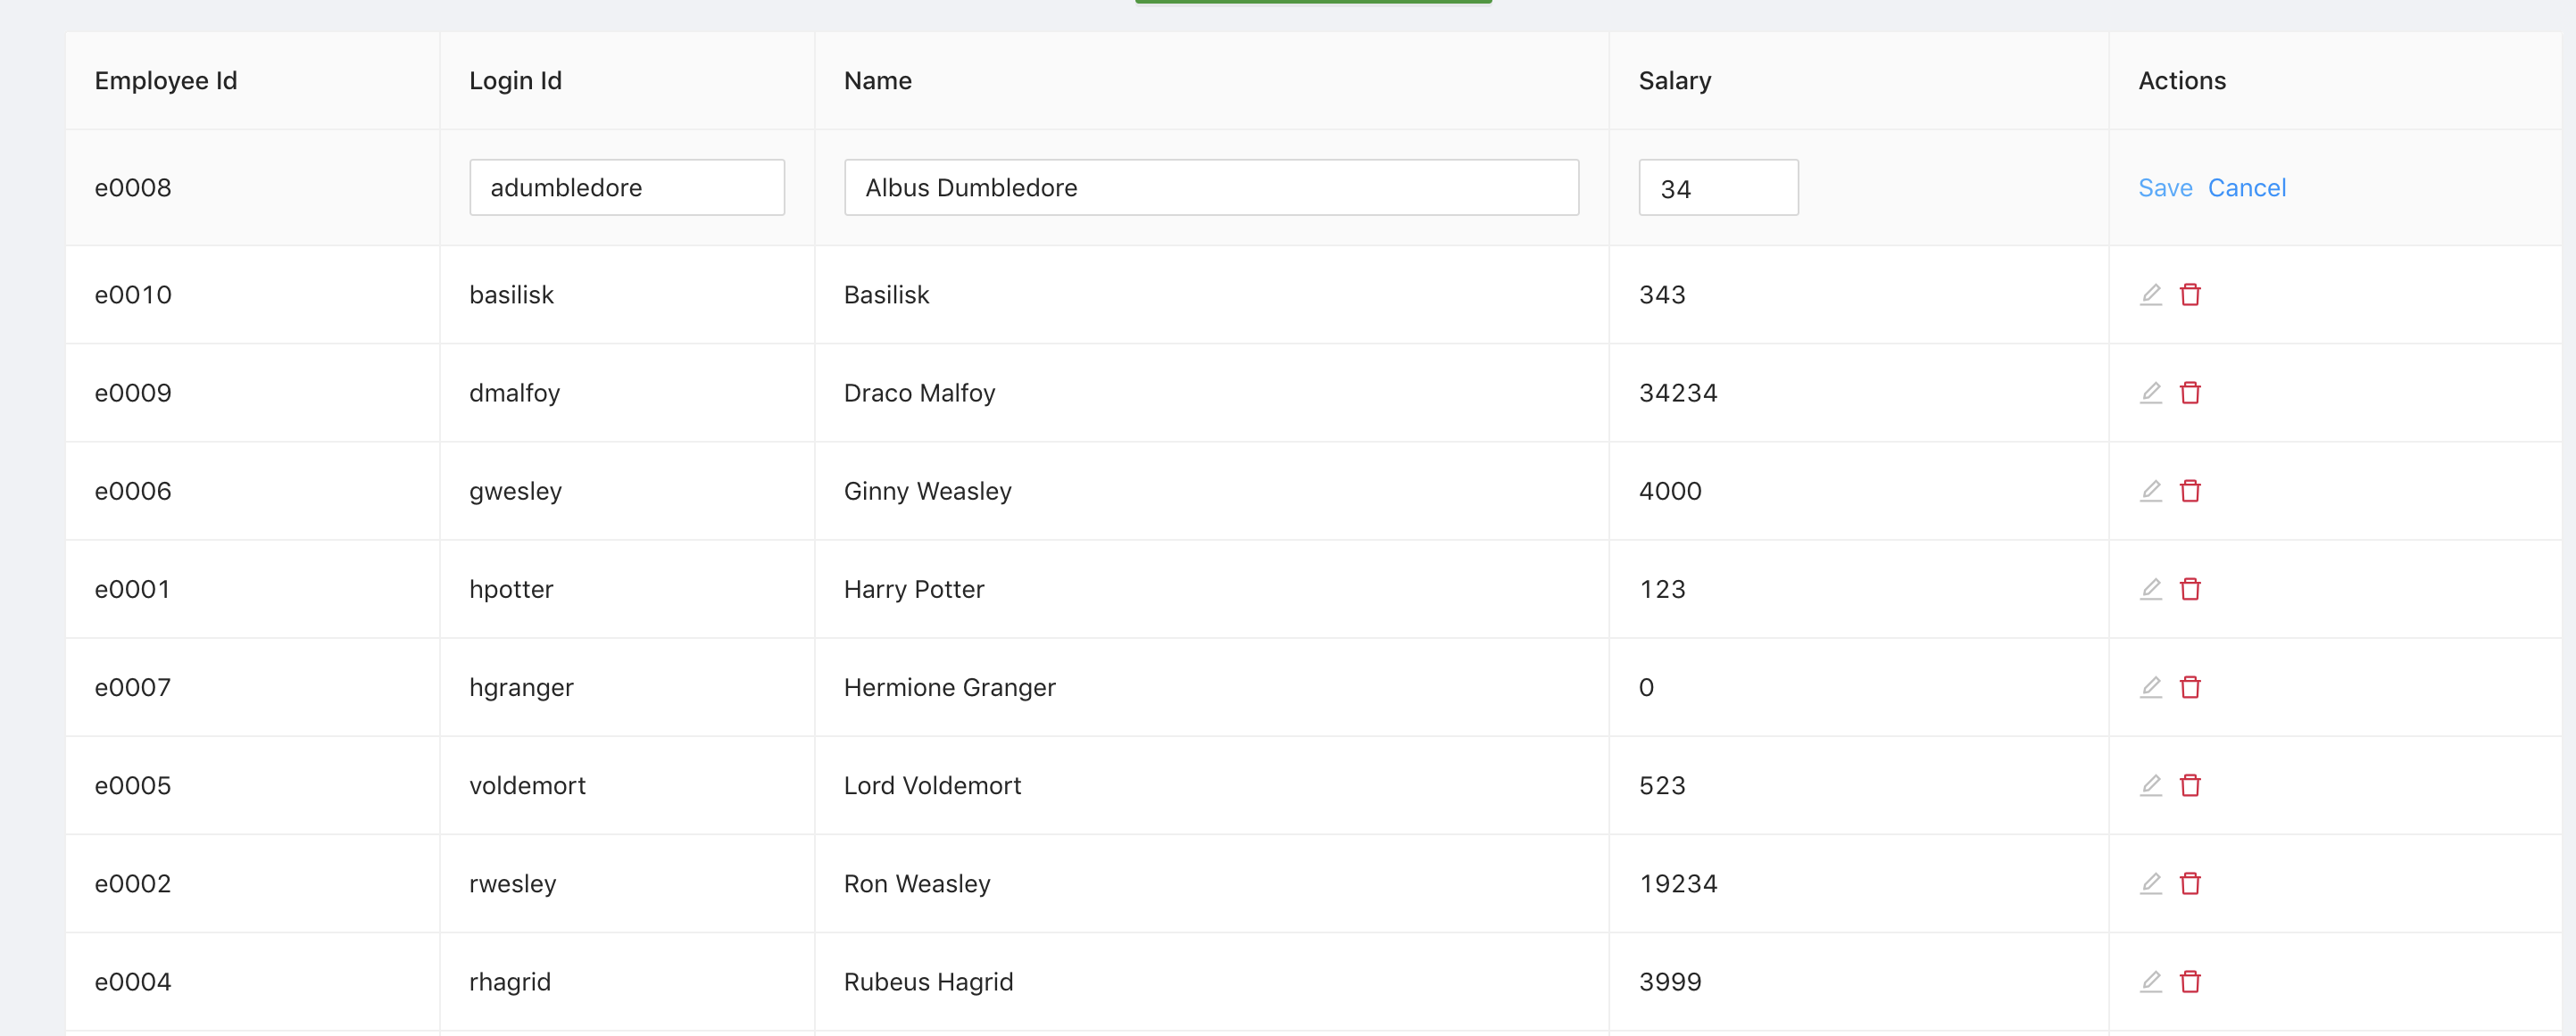 Employee Id Login Id Name Salary Actions
e0008 adumbledore Albus Dumbledore 34 Save Cancel
e0010 basilisk Basilisk 343
e0009 dmalfoy Draco Malfoy 34234
e0006 gwesley Ginny Weasley 4000
e0001 hpotter Harry Potter 123
e0007 hgranger Hermione Granger 0
e0005 voldemort Lord Voldemort 523
e0002 rwesley Ron Weasley 19234
e0004 rhagrid Rubeus Hagrid 3999